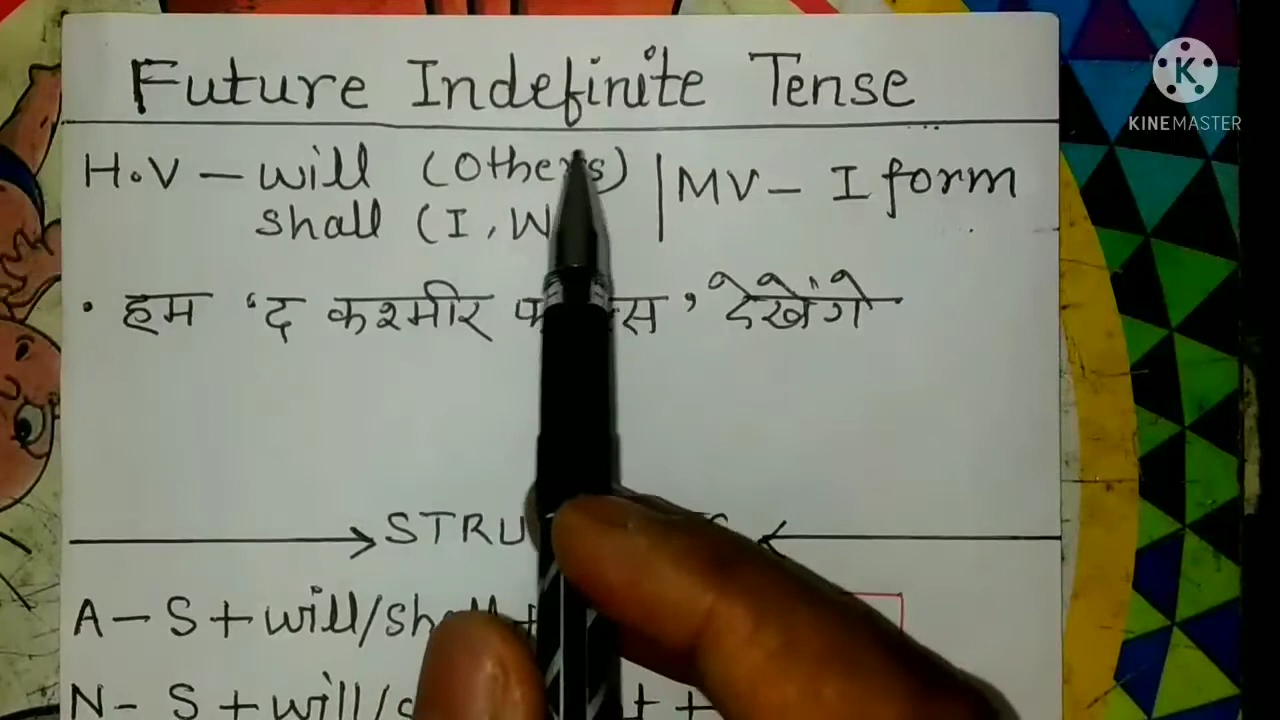 Future Indefinite Tense
H.V – will (Others) | MV – I form
shall (I, W
• हम 'द कश्मीर स' देखेंगे
STRU
A – S + will/sh
N – S + will/s + +
K
KINEMASTER